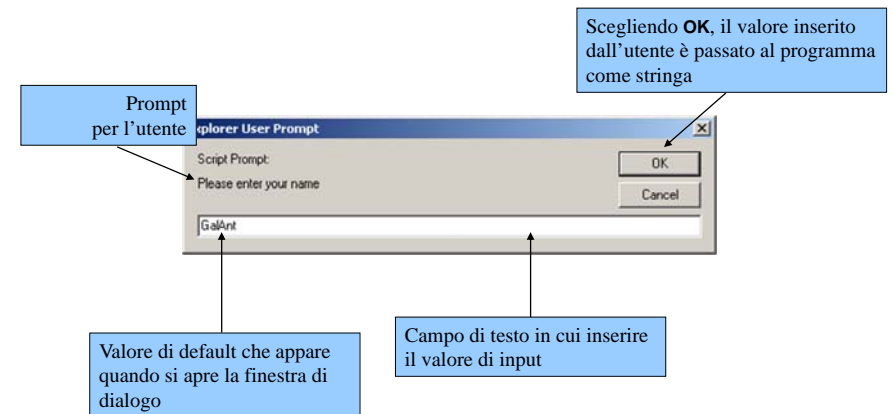 Scegliendo OK, il valore inserito
dall'utente è passato al programma
come stringa
Prompt
per l'utente
xplorer User Prompt
Script Prompt:
OK
Please enter your name
Cancel
GalAnt
Valore di default che appare
quando si apre la finestra di
dialogo
Campo di testo in cui inserire
il valore di input